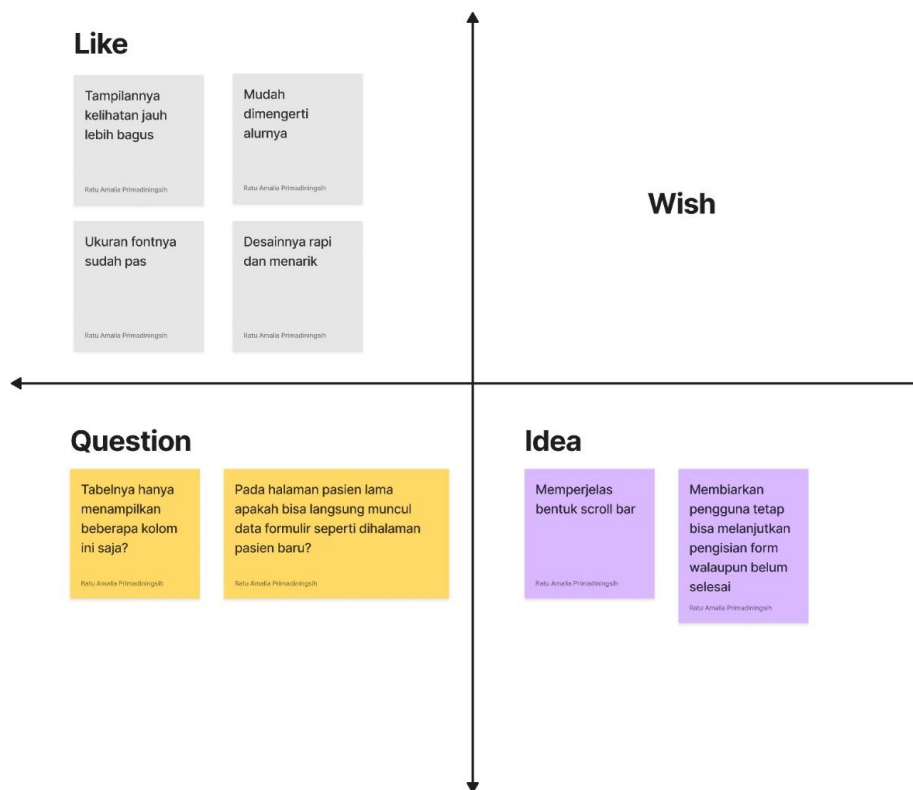 Like
Tampilannya
kelihatan jauh
lebih bagus
Ratu Amalia Primadiningsih
Mudah
dimengerti
alurnya
Ratu Amalia Primadiningsih
Ukuran fontnya
sudah pas
Ratu Amalia Primadiningsih
Desainnya rapi
dan menarik
Ratu Amalia Primadiningsih
Wish
Question
Tabelnya hanya
menampilkan
beberapa kolom
ini saja?
Ratu Amalia Primadiningsih
Pada halaman pasien lama
apakah bisa langsung muncul
data formulir seperti dihalaman
pasien baru?
Ratu Amalia Primadiningsih
Idea
Memperjelas
bentuk scroll bar
Ratu Amalia Primadiningsih
Membiarkan
pengguna tetap
bisa melanjutkan
pengisian form
walaupun belum
selesai
Ratu Amalia Primadiningsih